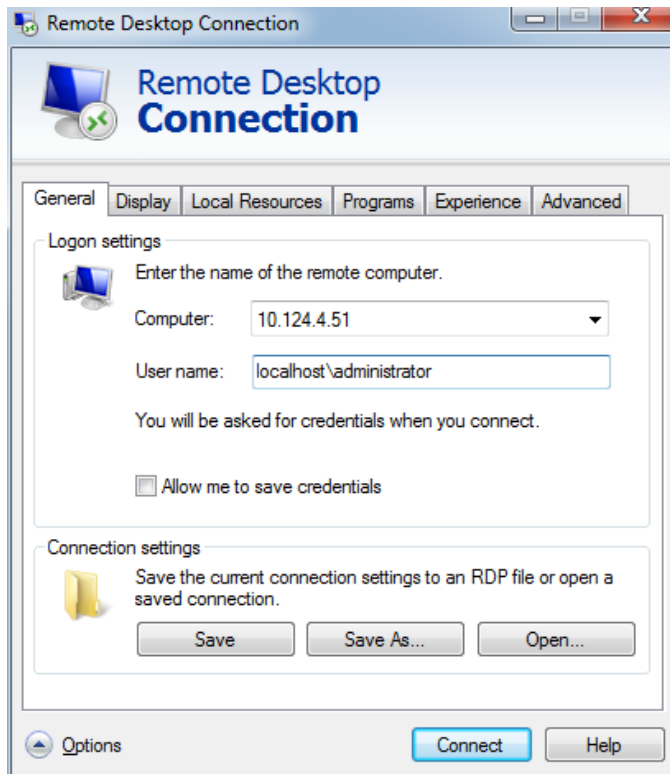 Remote Desktop Connection
Remote Desktop
Connection
General Display Local Resources Programs Experience Advanced
Logon settings
Enter the name of the remote computer.
Computer: 10.124.4.51
User name: localhost\administrator
You will be asked for credentials when you connect.
Allow me to save credentials
Connection settings
Save the current connection settings to an RDP file or open a
saved connection.
Save Save As... Open...
Options Connect Help